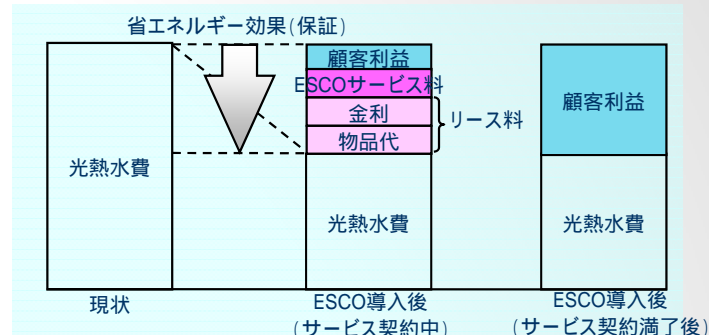 省エネルギー効果(保証)
光熱水費
現状
顧客利益
ESCOサービス料
金利
物品代
リース料
光熱水費
ESCO導入後
(サービス契約中)
顧客利益
光熱水費
ESCO導入後
(サービス契約満了後)